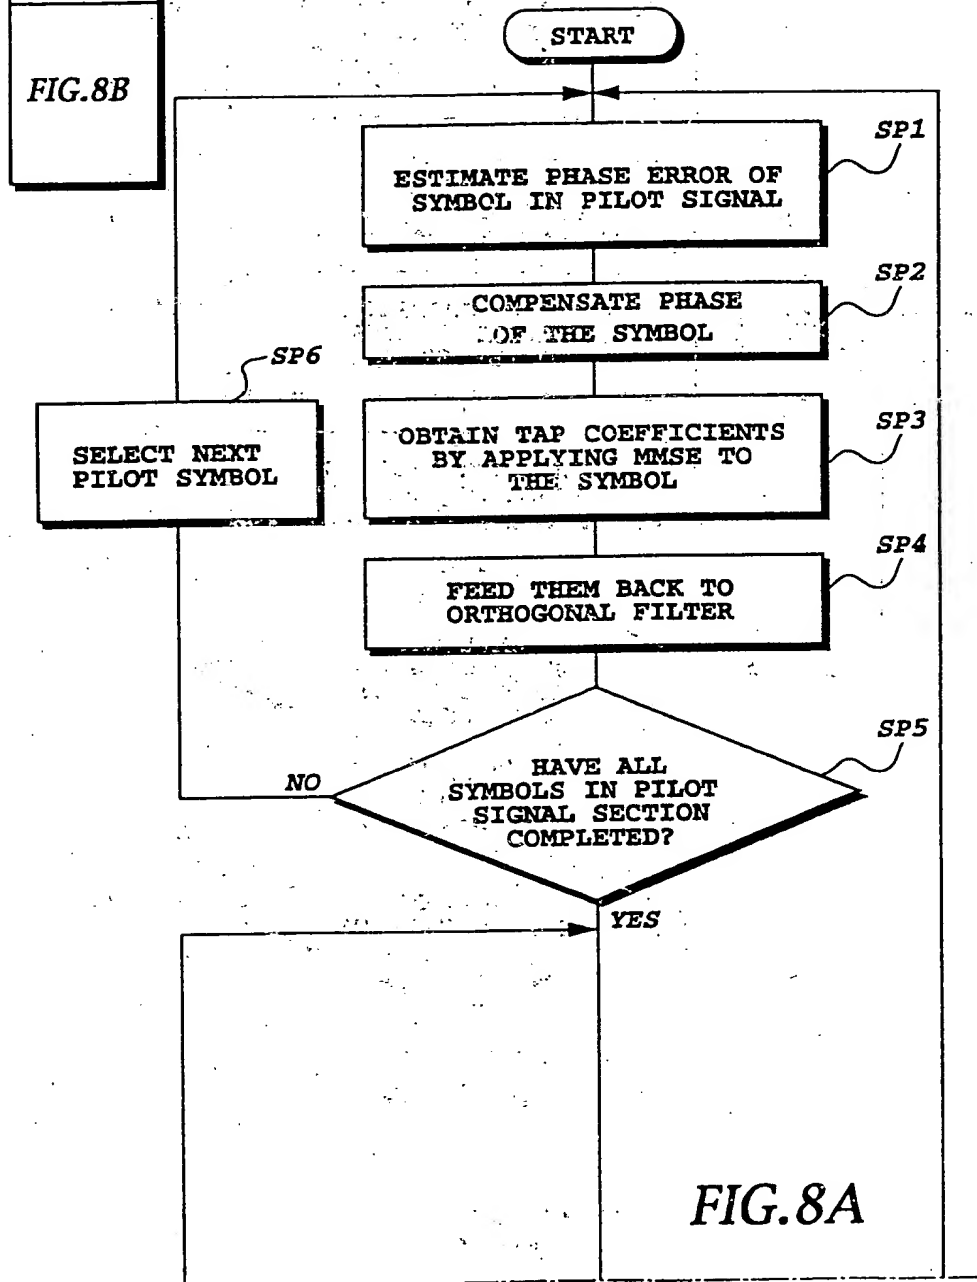 FIG.8B
START
SP1
ESTIMATE PHASE ERROR OF
SYMBOL IN PILOT SIGNAL
SP2
COMPENSATE PHASE
OF THE SYMBOL
SP6
SELECT NEXT
PILOT SYMBOL
SP3
OBTAIN TAP COEFFICIENTS
BY APPLYING MMSE TO
THE SYMBOL
SP4
FEED THEM BACK TO
ORTHOGONAL FILTER
SP5
HAVE ALL
SYMBOLS IN PILOT
SIGNAL SECTION
COMPLETED?
NO
YES
FIG.8A